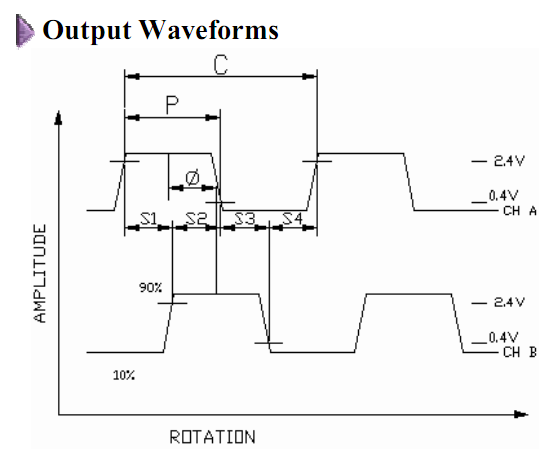 Output Waveforms
C
P
2.4V
Ø
0.4V
CH A
S1 S2 S3 S4
AMPLITUDE
90%
2.4V
0.4V
CH B
10%
ROTATION